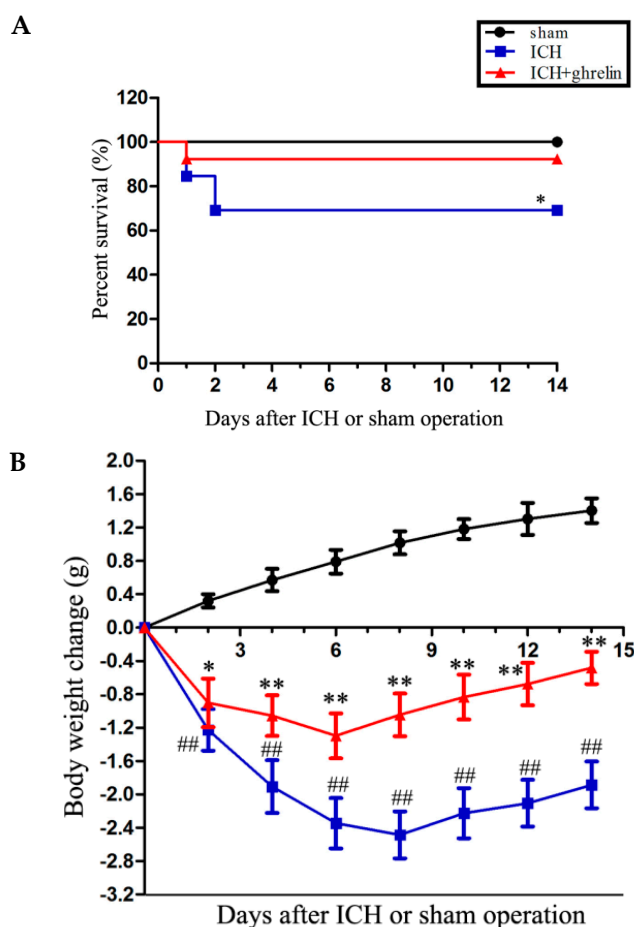 A
sham
ICH
ICH+ghrelin
120
100
80
60
40
20
0
Percent survival (%)
*
0 2 4 6 8 10 12 14
Days after ICH or sham operation
B
2.0
1.6
1.2
0.8
0.4
0.0
-0.4
-0.8
-1.2
-1.6
-2.0
-2.4
-2.8
-3.2
Body weight change (g)
3 6 9 12 15
* ** ** ** ** ** **
## ## ## ## ## ## ##
Days after ICH or sham operation